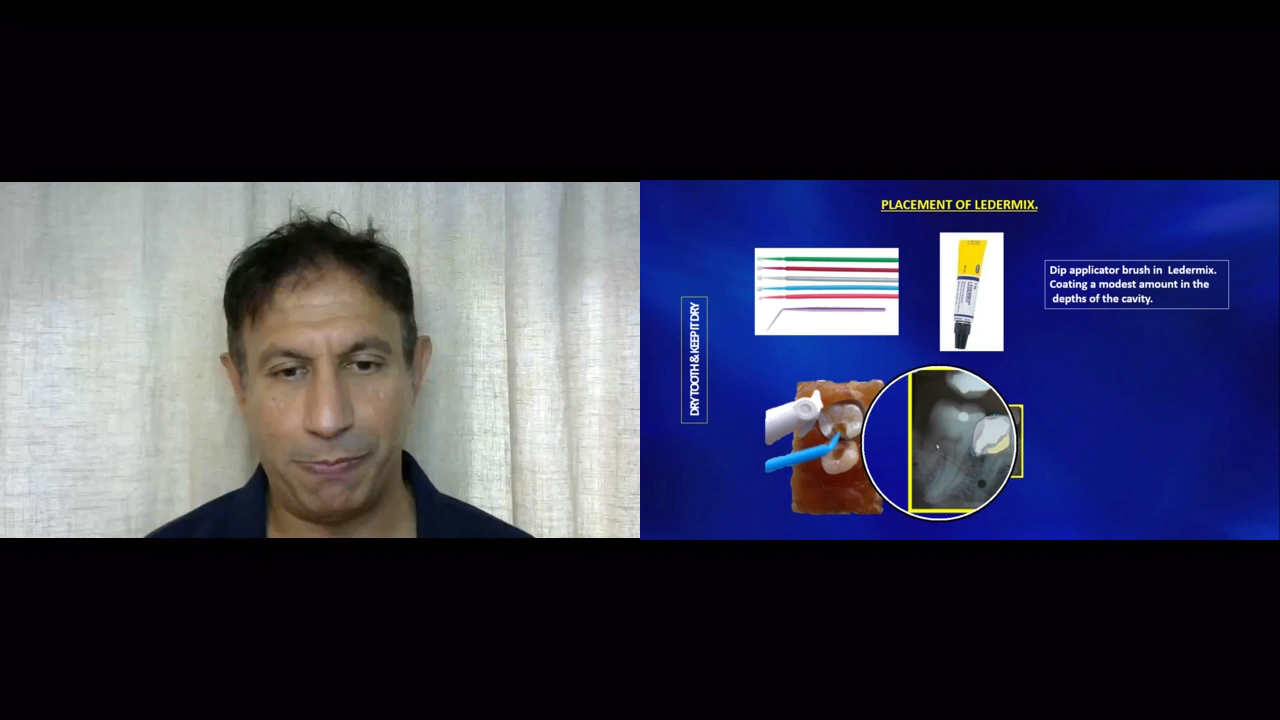 PLACEMENT OF LEDERMIX.
Dip applicator brush in Ledermix.
Coating a modest amount in the
depths of the cavity.
DRY TOOTH & KEEP IT DRY
LEDERMIX